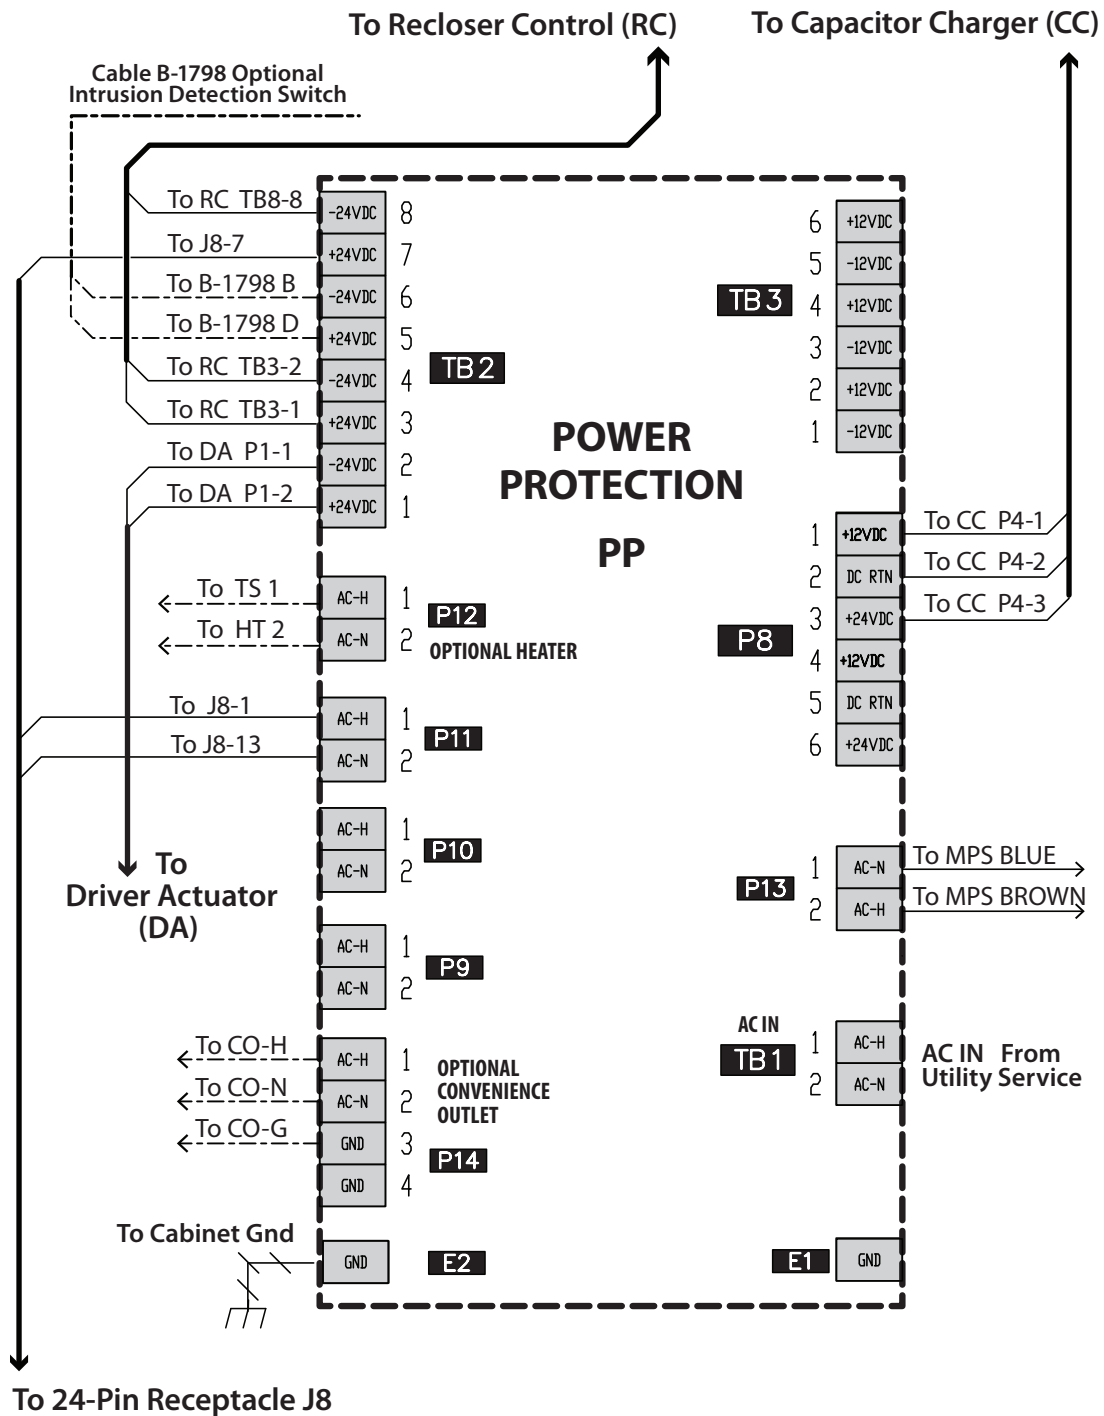 To Recloser Control (RC)
To Capacitor Charger (CC)
Cable B-1798 Optional
Intrusion Detection Switch
To RC TB8-8
-24VDC
8
To J8-7
+24VDC
7
To B-1798 B
-24VDC
6
To B-1798 D
+24VDC
5
To RC TB3-2
-24VDC
4
To RC TB3-1
+24VDC
3
To DA P1-1
-24VDC
2
To DA P1-2
+24VDC
1
TB 2
6
+12VDC
5
-12VDC
TB 3
4
+12VDC
3
-12VDC
2
+12VDC
1
-12VDC
POWER
PROTECTION
PP
1
+12VDC
To CC P4-1
2
DC RTN
To CC P4-2
3
+24VDC
To CC P4-3
P8
4
+12VDC
5
DC RTN
6
+24VDC
To TS 1
AC-H
1
P12
To HT 2
AC-N
2
OPTIONAL HEATER
To J8-1
AC-H
1
P11
To J8-13
AC-N
2
AC-H
1
P10
AC-N
2
To
Driver Actuator
(DA)
P13
1
AC-N
To MPS BLUE
2
AC-H
To MPS BROWN
AC-H
1
P9
AC-N
2
To CO-H
AC-H
1
OPTIONAL
CONVENIENCE
OUTLET
To CO-N
AC-N
2
To CO-G
GND
3
P14
GND
4
AC IN
TB 1
1
AC-H
2
AC-N
AC IN From
Utility Service
To Cabinet Gnd
GND
E2
E1
GND
To 24-Pin Receptacle J8